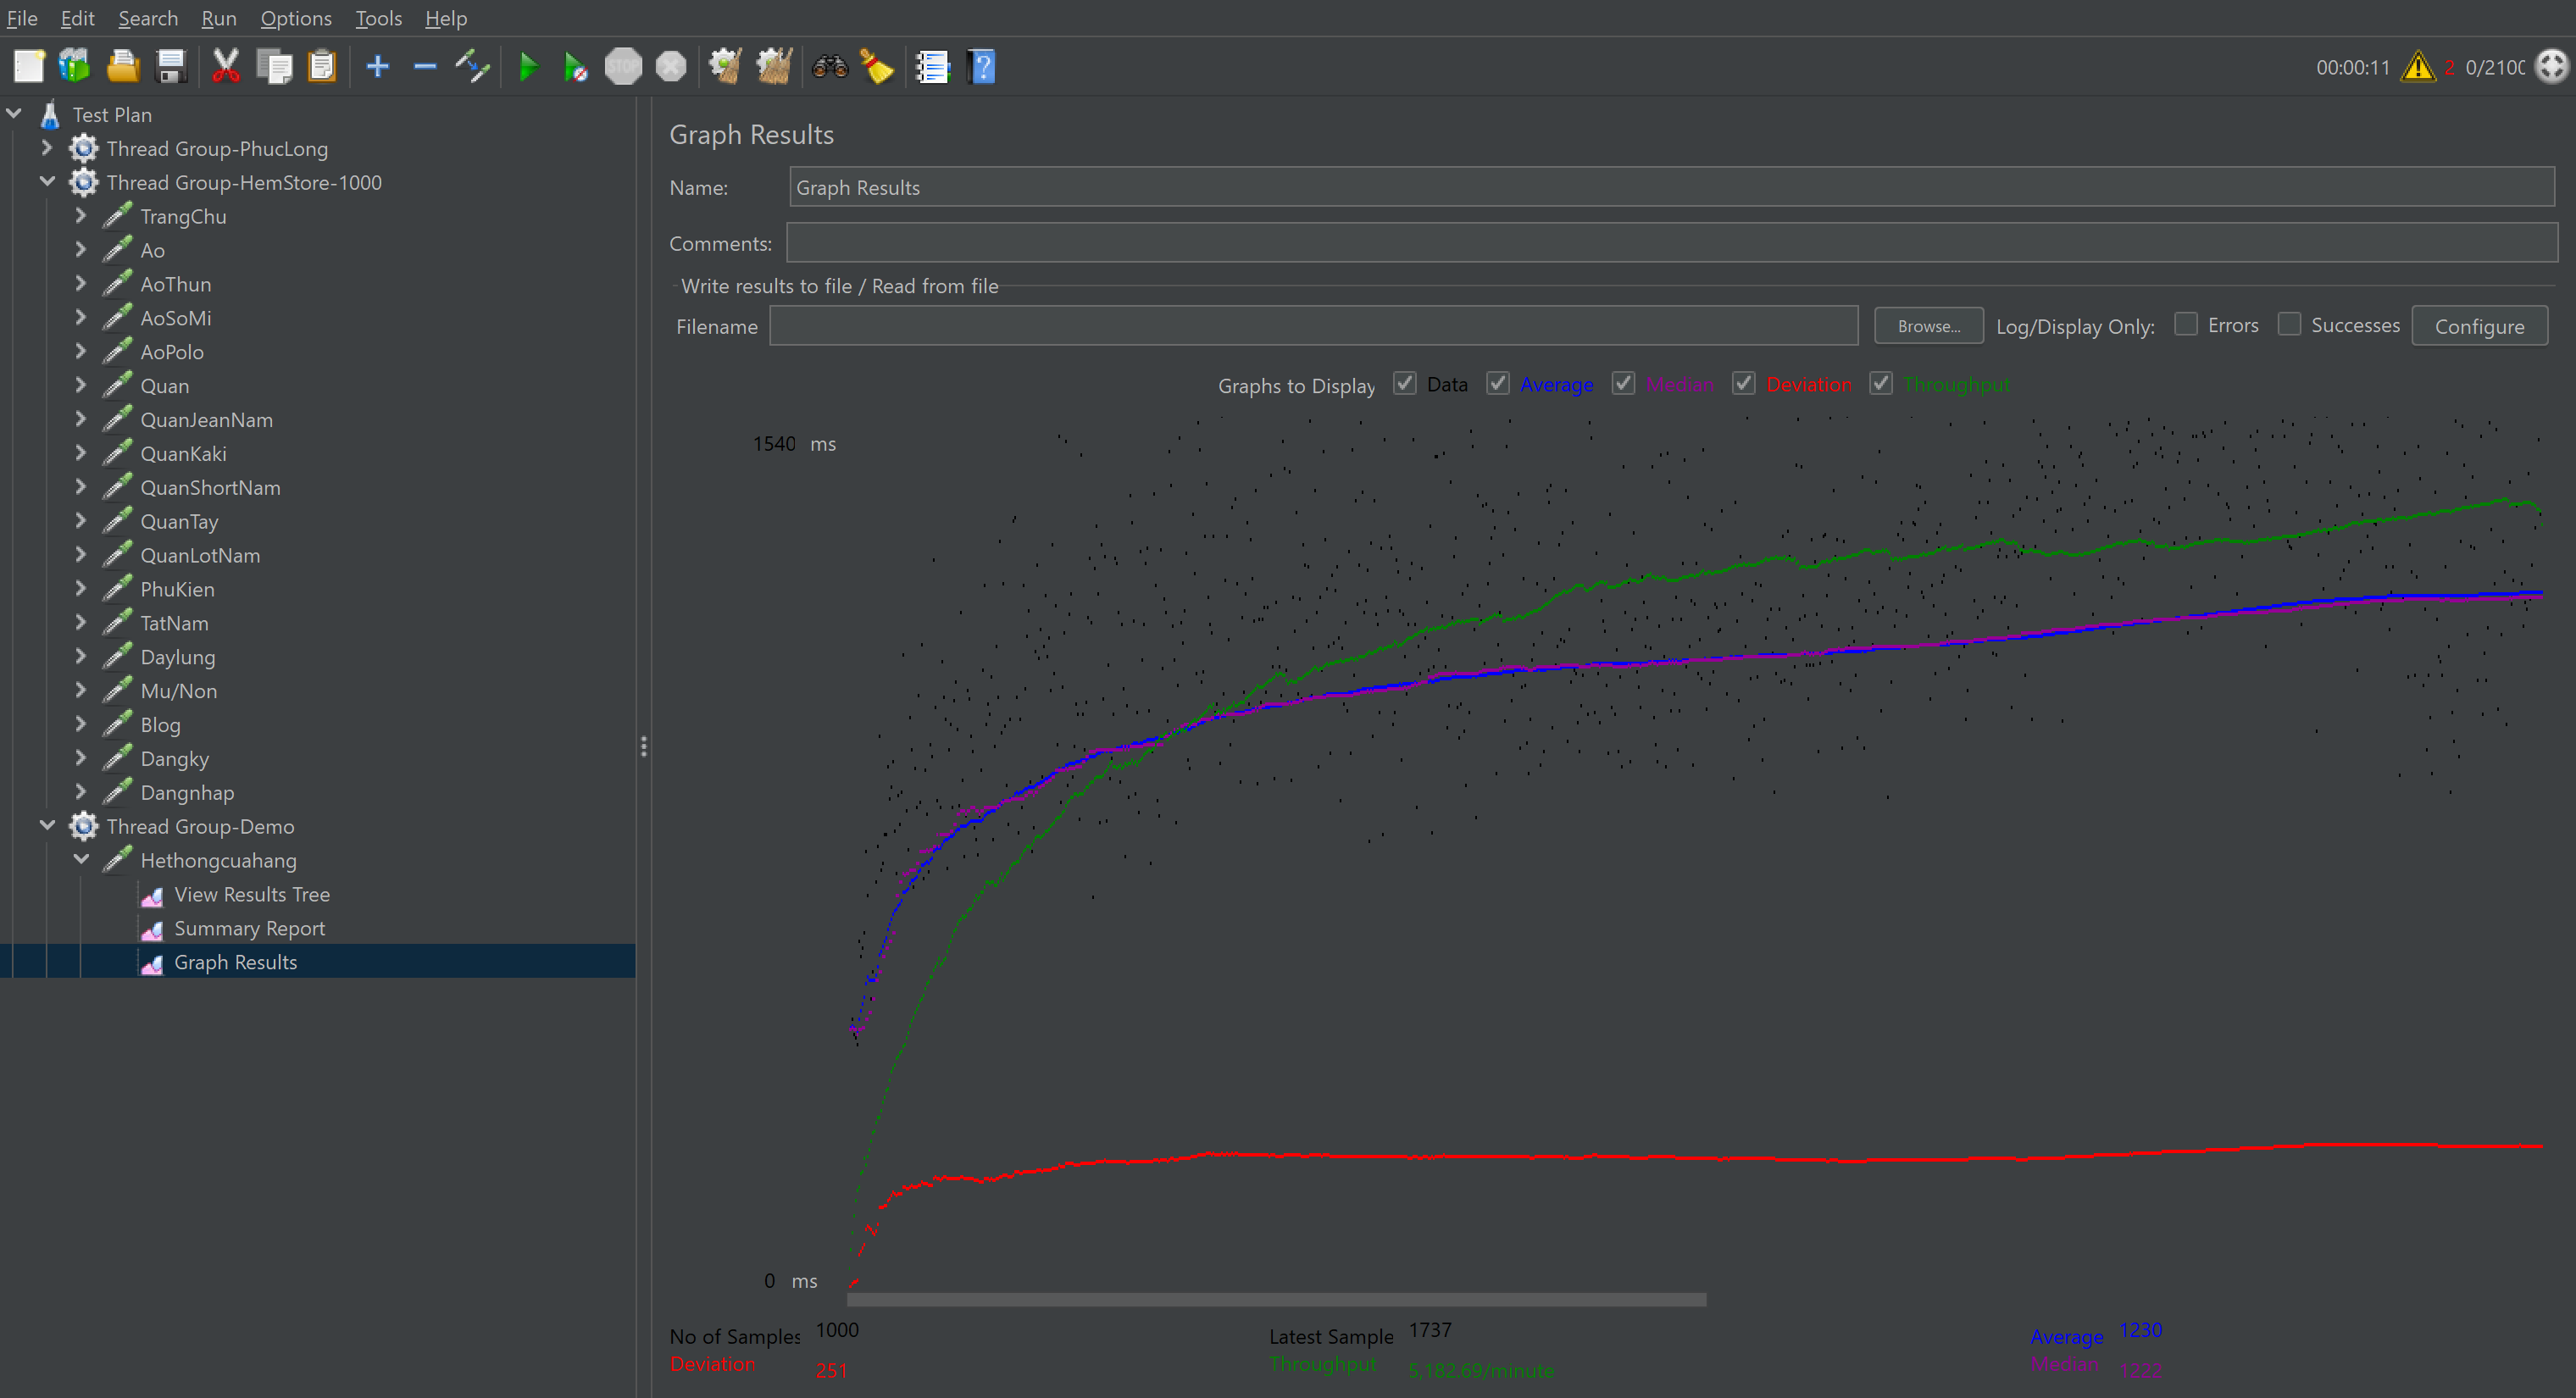 File Edit Search Run Options Tools Help
STOP
00:00:11 2 0/2100
Test Plan
Thread Group-PhucLong
Thread Group-HemStore-1000
TrangChu
Ao
AoThun
AoSoMi
AoPolo
Quan
QuanJeanNam
QuanKaki
QuanShortNam
QuanTay
QuanLotNam
PhuKien
TatNam
Daylung
Mu/Non
Blog
Dangky
Dangnhap
Thread Group-Demo
Hethongcuahang
View Results Tree
Summary Report
Graph Results
Graph Results
Name: Graph Results
Comments:
Write results to file / Read from file
Filename Browse... Log/Display Only: Errors Successes Configure
Graphs to Display Data Average Median Deviation Throughput
1540 ms
0 ms
No of Samples 1000 Latest Sample 1737 Average 1230
Deviation 251 Throughput 5,182.69/minute Median 1222